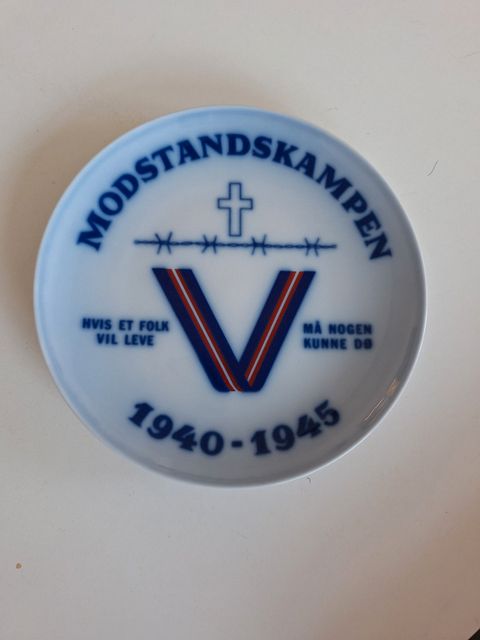 MODSTANDSKAMPEN
V
HVIS ET FOLK
VIL LEVE
MÅ NOGEN
KUNNE DØ
1940 - 1945